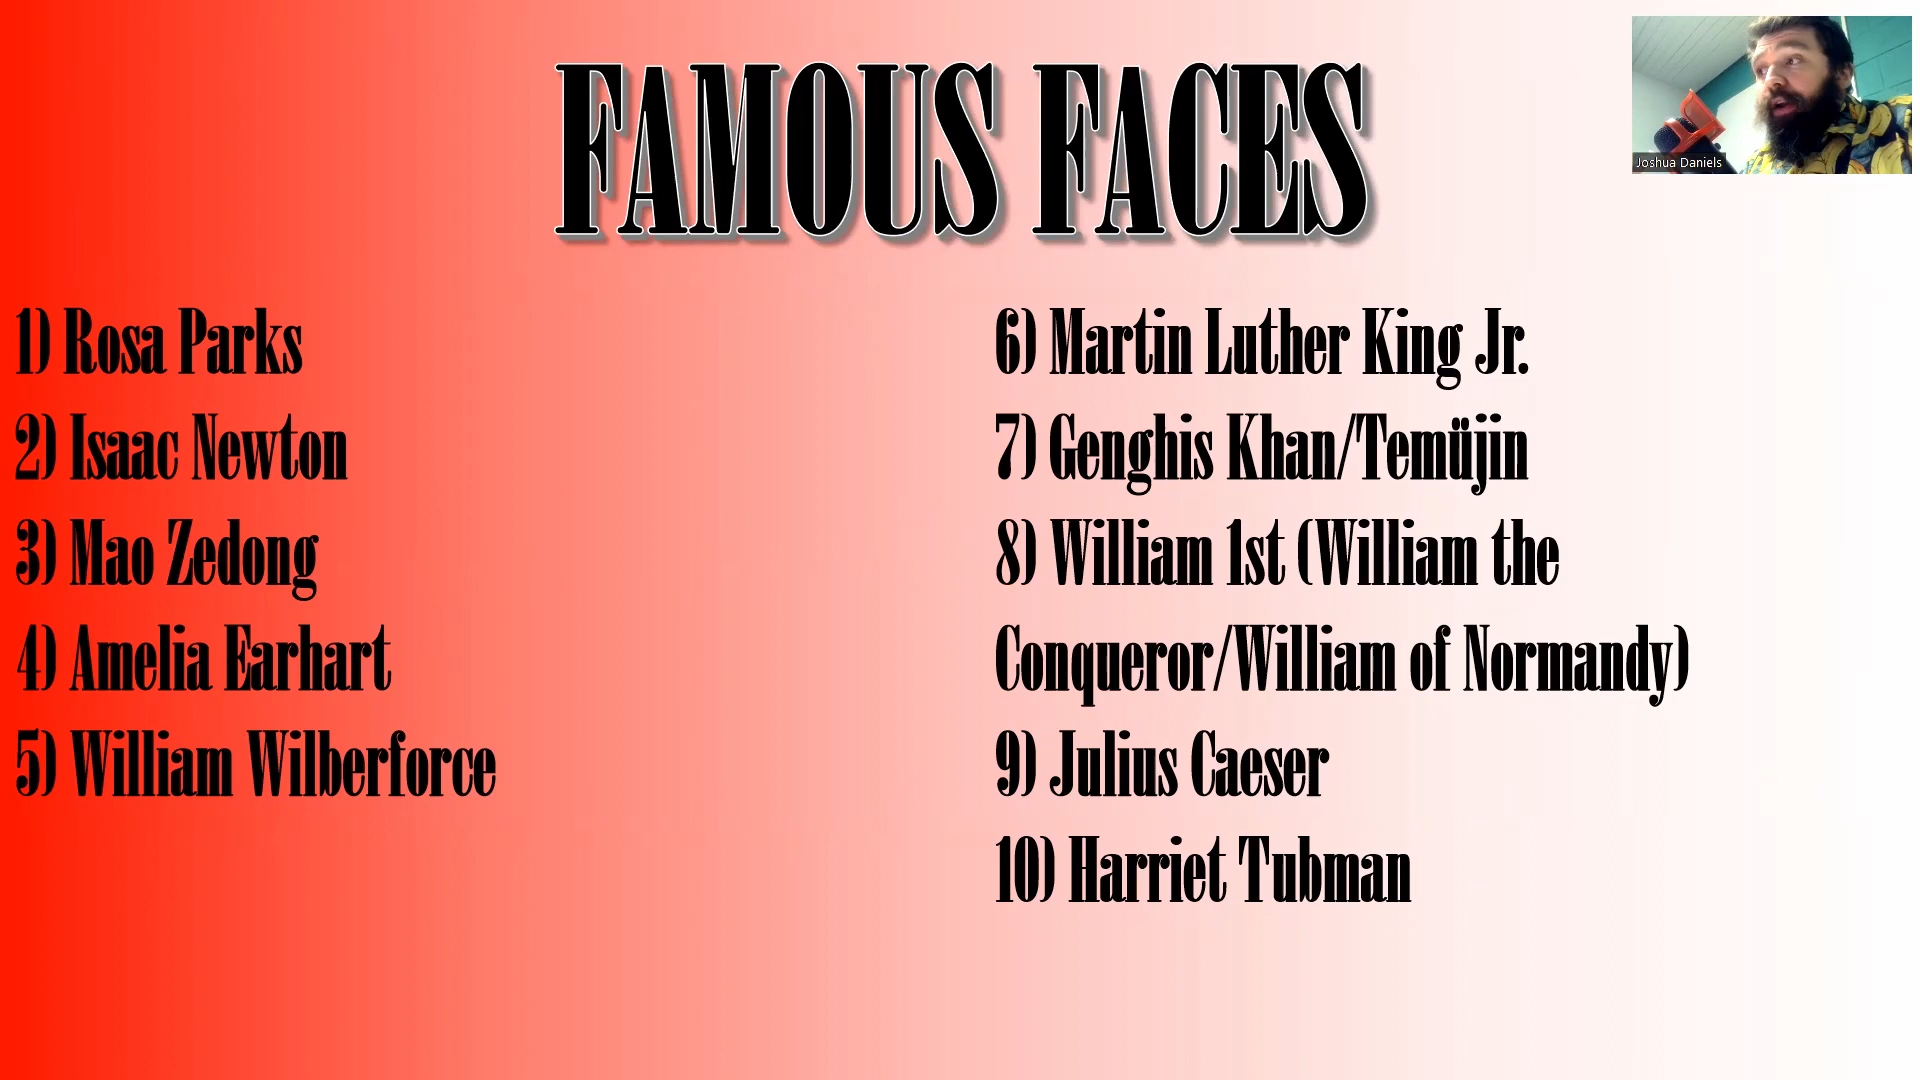 FAMOUS FACES
Joshua Daniels
1) Rosa Parks
2) Isaac Newton
3) Mao Zedong
4) Amelia Earhart
5) William Wilberforce
6) Martin Luther King Jr.
7) Genghis Khan/Temüjin
8) William 1st (William the
Conqueror/William of Normandy)
9) Julius Caeser
10) Harriet Tubman